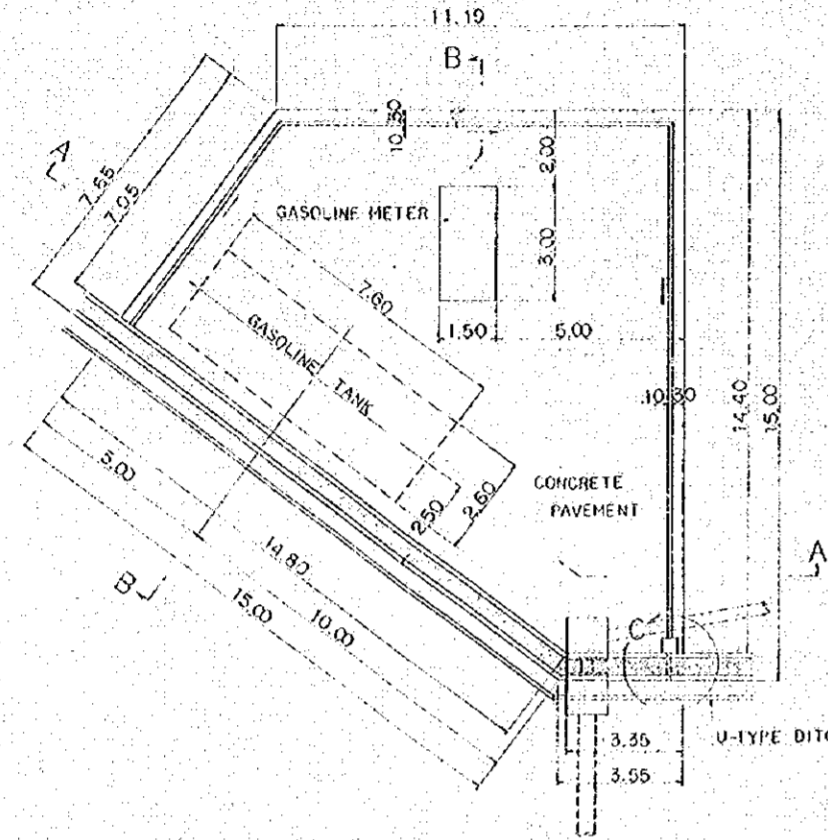 11.10
B
A
7.65
7.05
10.30
2.00
GASOLINE METER
3.00
7.60
1.50
5.00
GASOLINE TANK
10.30
14.40
15.00
5.00
2.50
2.60
CONCRETE
PAVEMENT
A
B
14.80
15.00
10.00
C
3.35
3.55
U-TYPE DITC